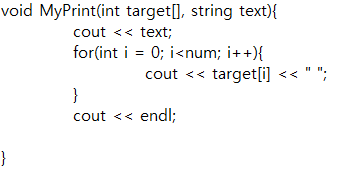 void MyPrint(int target[], string text){
cout << text;
for(int i = 0; i<num; i++){
cout << target[i] << " ";
}
cout << endl;
}